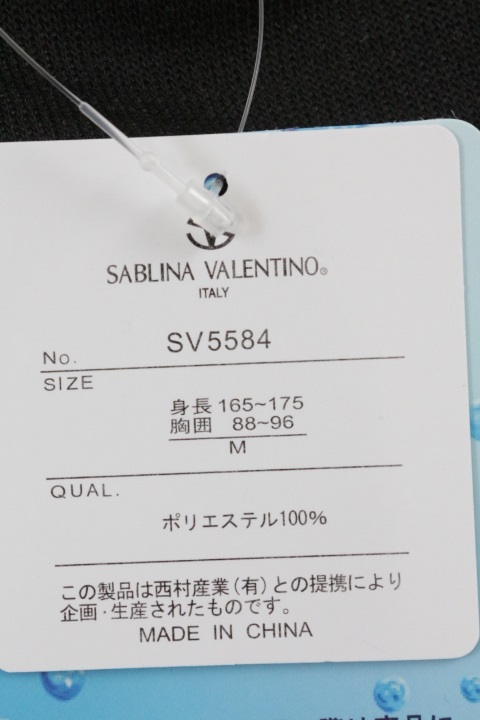 SABLINA VALENTINO®
ITALY
No. SV5584
SIZE
身長 165~175
胸囲 88~96
M
QUAL.
ポリエステル100%
この製品は西村産業(有)との提携により
企画・生産されたものです。
MADE IN CHINA